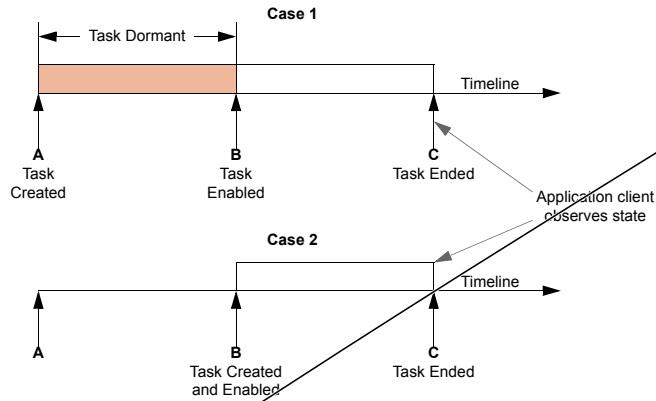 Case 1
Task Dormant
Timeline
A
Task
Created
B
Task
Enabled
C
Task Ended
Application client
observes state
Case 2
Timeline
A
B
Task Created
and Enabled
C
Task Ended